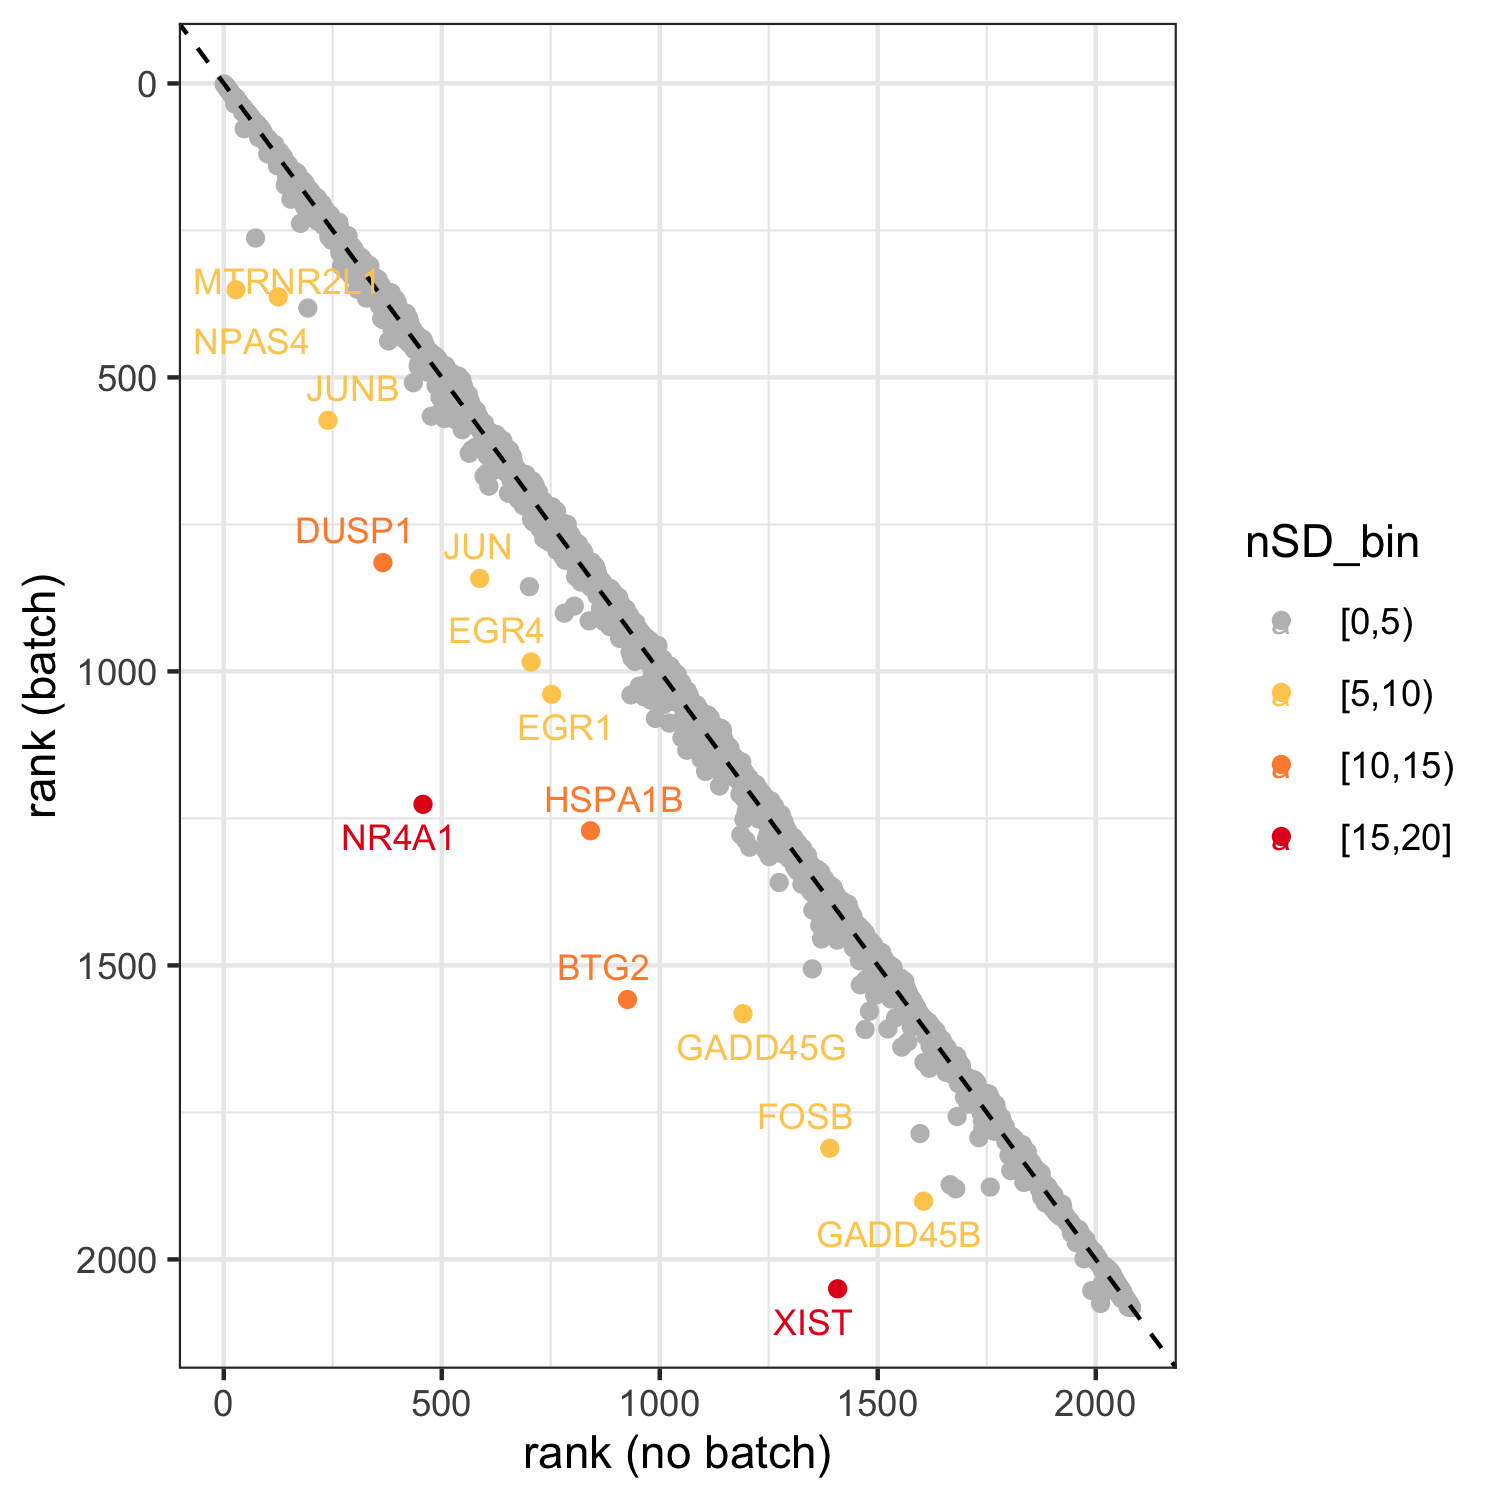 0
MTRNR2L1
NPAS4
500
JUNB
DUSP1
JUN
nSD_bin
a [0,5)
EGR4
1000
a [5,10)
EGR1
a [10,15)
HSPA1B
NR4A1
a [15,20]
rank (batch)
1500
BTG2
GADD45G
FOSB
GADD45B
2000
XIST
0 500 1000 1500 2000
rank (no batch)